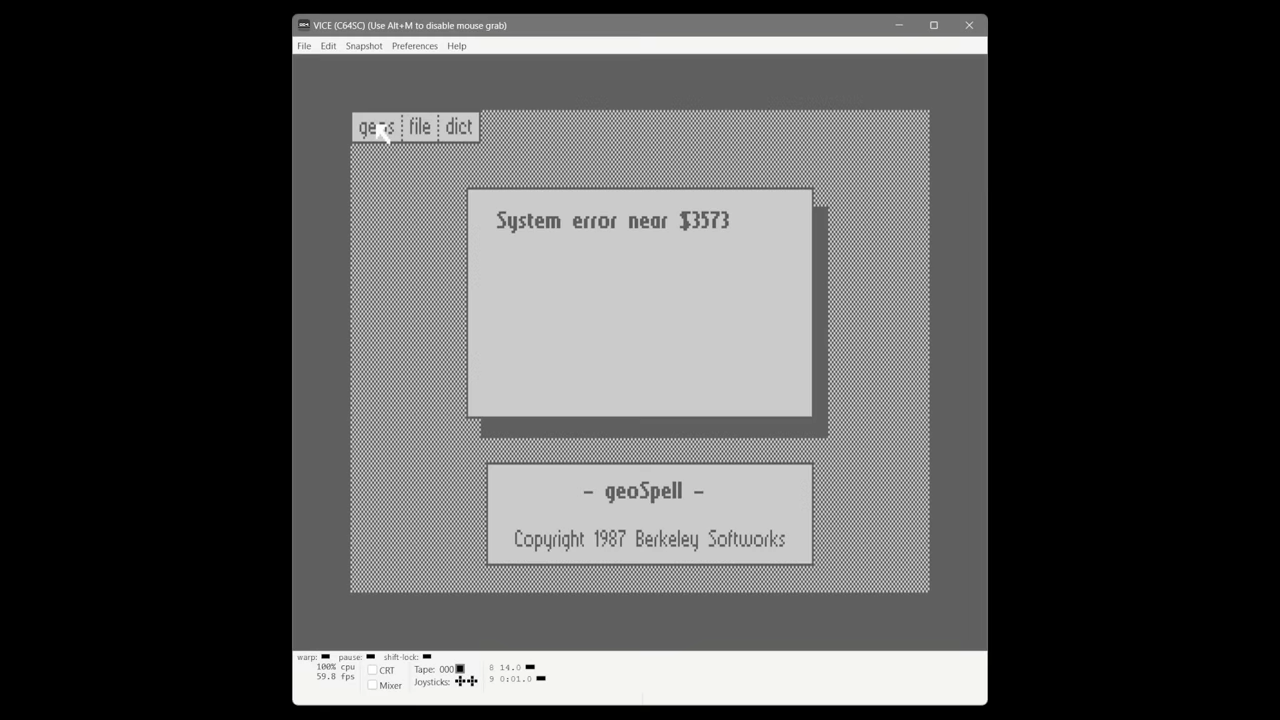 VICE (C64SC) (Use Alt+M to disable mouse grab)
File Edit Snapshot Preferences Help
geos file dict
System error near $3573
- geoSpell -
Copyright 1987 Berkeley Softworks
warp: pause: shift-lock:
100% cpu
59.8 fps
CRT
Mixer
Tape: 000
Joysticks:
8 14.0
9 0:01.0